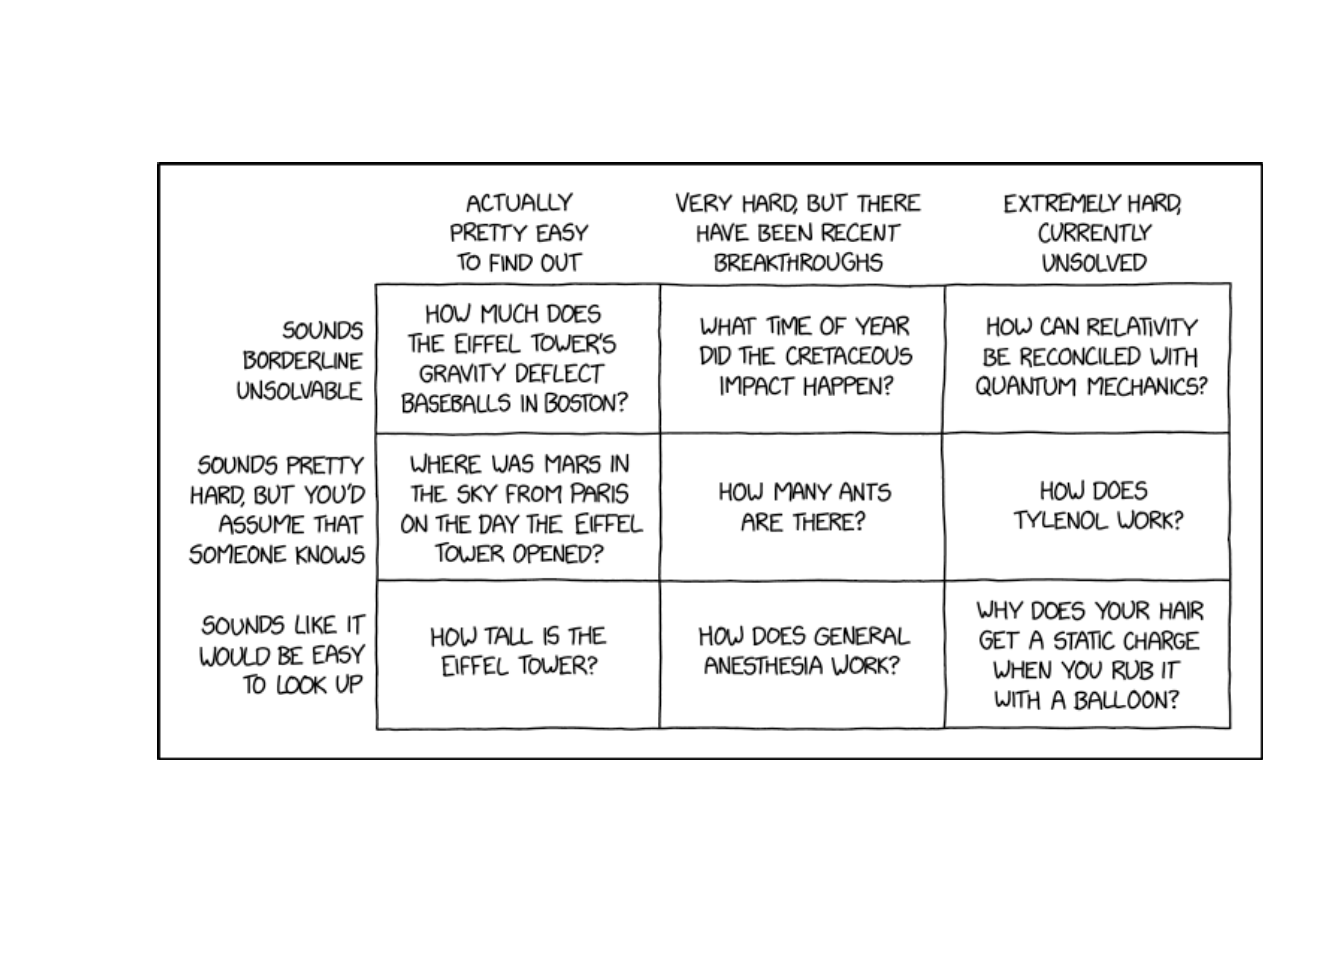 ACTUALLY
PRETTY EASY
TO FIND OUT
VERY HARD, BUT THERE
HAVE BEEN RECENT
BREAKTHROUGHS
EXTREMELY HARD,
CURRENTLY
UNSOLVED
SOUNDS
BORDERLINE
UNSOLVABLE
HOW MUCH DOES
THE EIFFEL TOWER'S
GRAVITY DEFLECT
BASEBALLS IN BOSTON?
WHAT TIME OF YEAR
DID THE CRETACEOUS
IMPACT HAPPEN?
HOW CAN RELATIVITY
BE RECONCILED WITH
QUANTUM MECHANICS?
SOUNDS PRETTY
HARD, BUT YOU'D
ASSUME THAT
SOMEONE KNOWS
WHERE WAS MARS IN
THE SKY FROM PARIS
ON THE DAY THE EIFFEL
TOWER OPENED?
HOW MANY ANTS
ARE THERE?
HOW DOES
TYLENOL WORK?
SOUNDS LIKE IT
WOULD BE EASY
TO LOOK UP
HOW TALL IS THE
EIFFEL TOWER?
HOW DOES GENERAL
ANESTHESIA WORK?
WHY DOES YOUR HAIR
GET A STATIC CHARGE
WHEN YOU RUB IT
WITH A BALLOON?